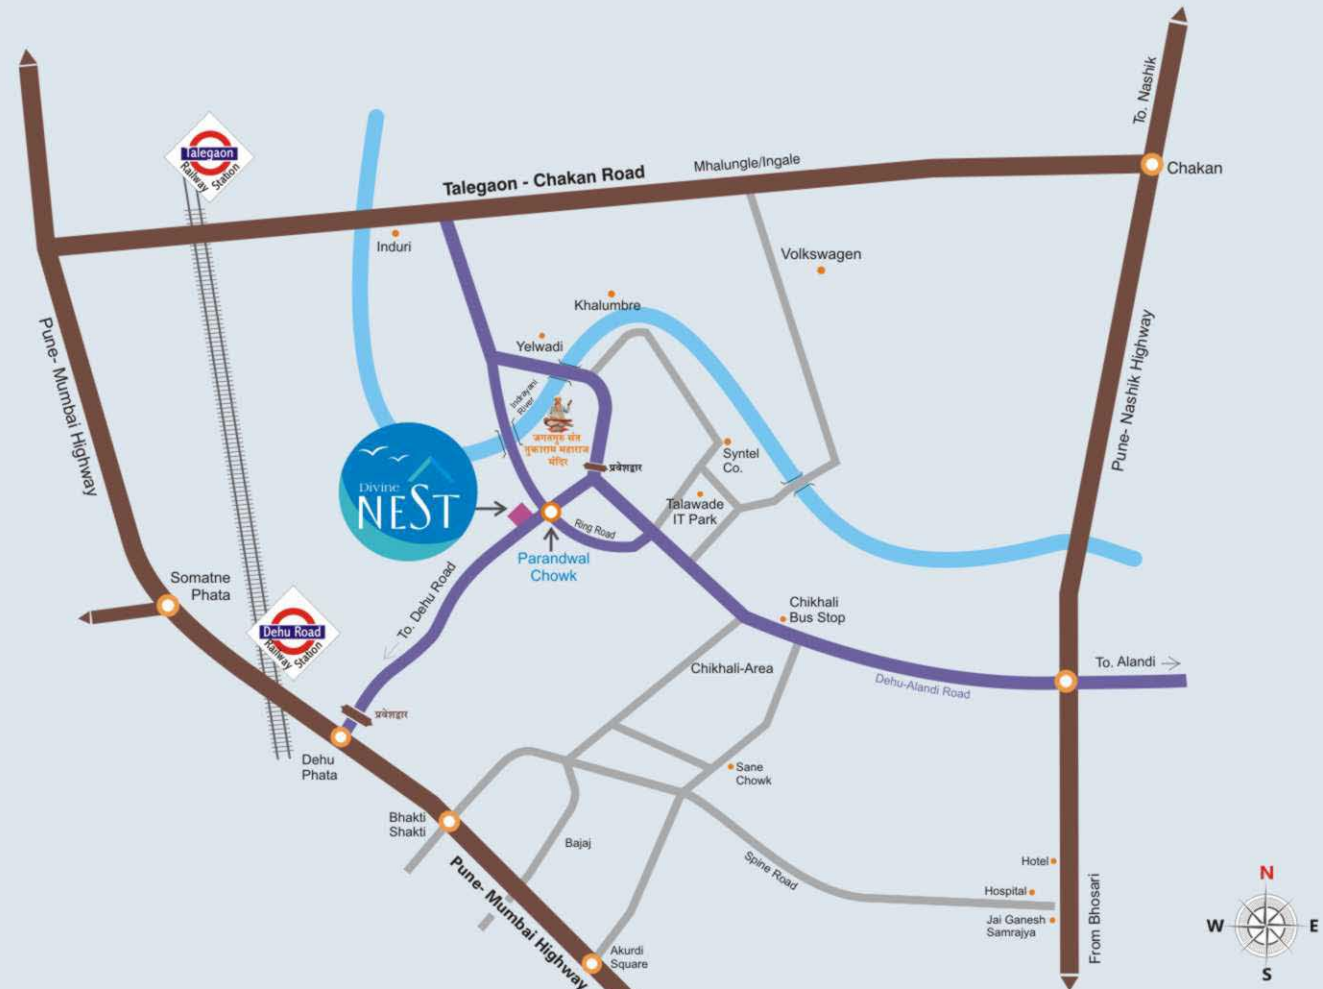 To. Nashik
Talegaon
Railway Station
Talegaon - Chakan Road
Mhalungle/Ingale
Chakan
Induri
Volkswagen
Khalumbre
Yelwadi
Pune- Mumbai Highway
Pune- Nashik Highway
Indrayani
River
जगतगुरु संत
तुकाराम महाराज
मंदिर
प्रवेशद्वार
Syntel
Co.
Divine
NEST
Talawade
IT Park
Ring Road
Parandwal
Chowk
Somatne
Phata
To. Dehu Road
Chikhali
Bus Stop
Dehu Road
Railway Station
To. Alandi
Chikhali-Area
Dehu-Alandi Road
प्रवेशद्वार
Dehu
Phata
Sane
Chowk
Bhakti
Shakti
Bajaj
Spine Road
Hotel
Hospital
Jai Ganesh
Samrajya
From Bhosari
Pune- Mumbai Highway
Akurdi
Square
N
W
E
S